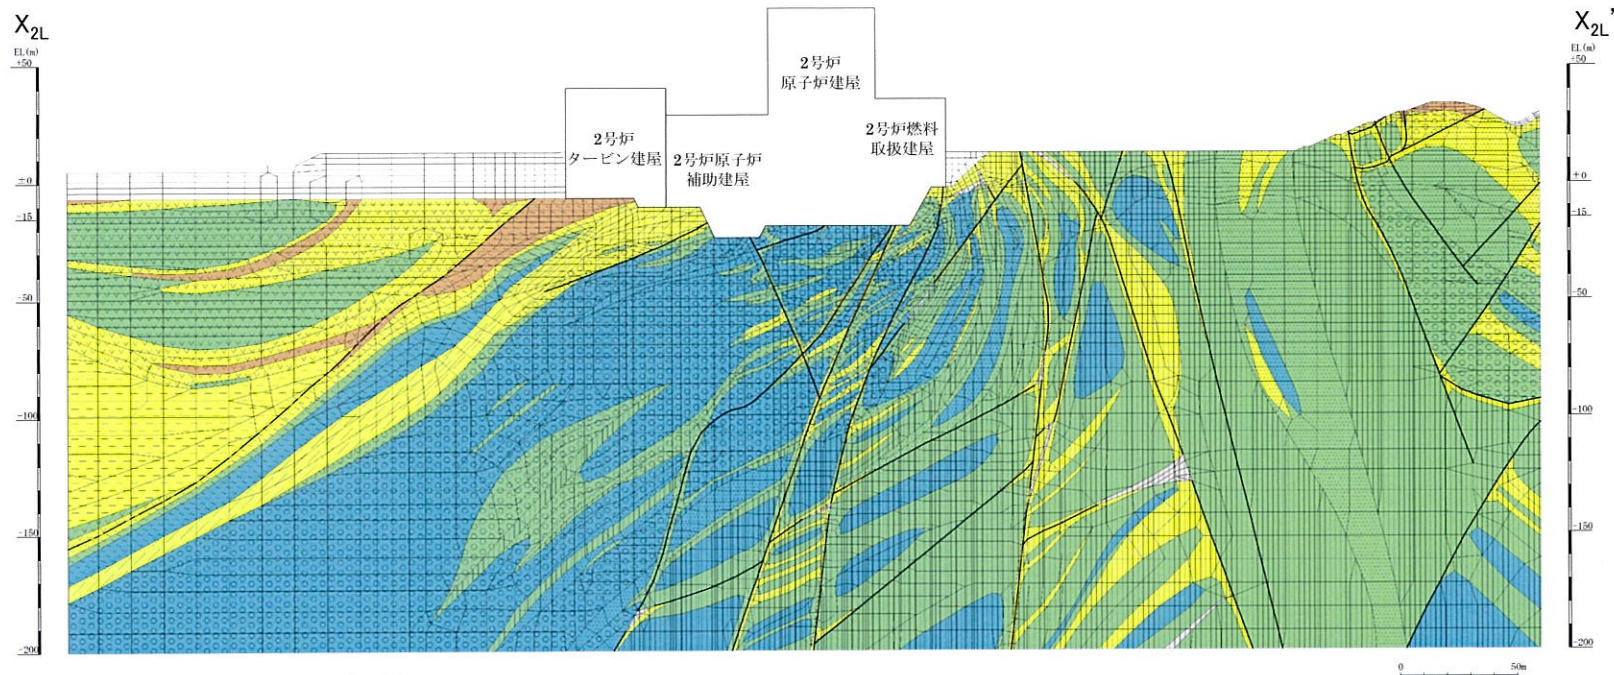 X2L
X2L'
EL(m)
EL(m)
+50
+50
2号炉
原子炉建屋
2号炉
タービン建屋
2号炉原子炉
補助建屋
2号炉燃料
取扱建屋
±0
±0
-15
-15
-50
-50
-100
-100
-150
-150
-200
-200
0
50m